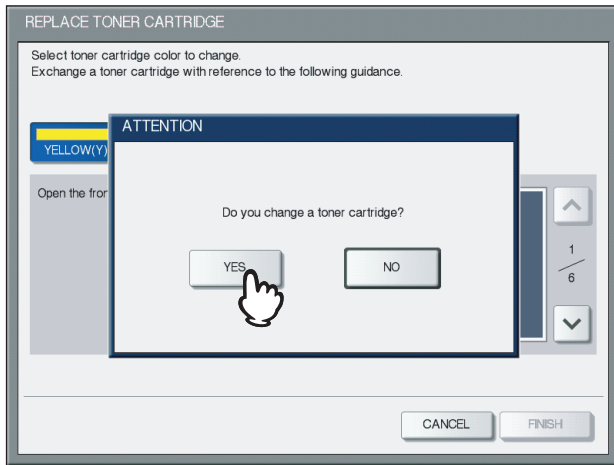 REPLACE TONER CARTRIDGE
Select toner cartridge color to change.
Exchange a toner cartridge with reference to the following guidance.
YELLOW(Y)
ATTENTION
Open the fron
Do you change a toner cartridge?
YES
NO
1
6
CANCEL
FINISH